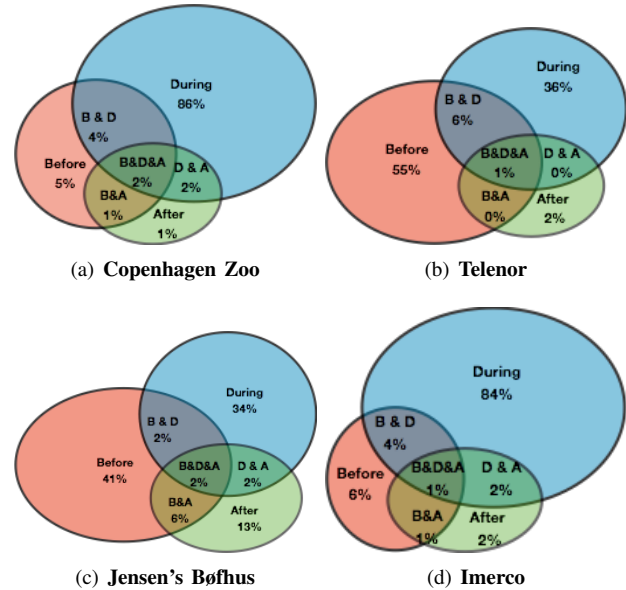 During
86%
B & D
4%
Before
5%
B&D&A
2%
D & A
2%
B&A
1%
After
1%
(a) Copenhagen Zoo
During
36%
B & D
6%
Before
55%
B&D&A
1%
D & A
0%
B&A
0%
After
2%
(b) Telenor
During
34%
B & D
2%
Before
41%
B&D&A
2%
D & A
2%
B&A
6%
After
13%
(c) Jensen's Bøfhus
During
84%
B & D
4%
Before
6%
B&D&A
1%
D & A
2%
B&A
1%
After
2%
(d) Imerco